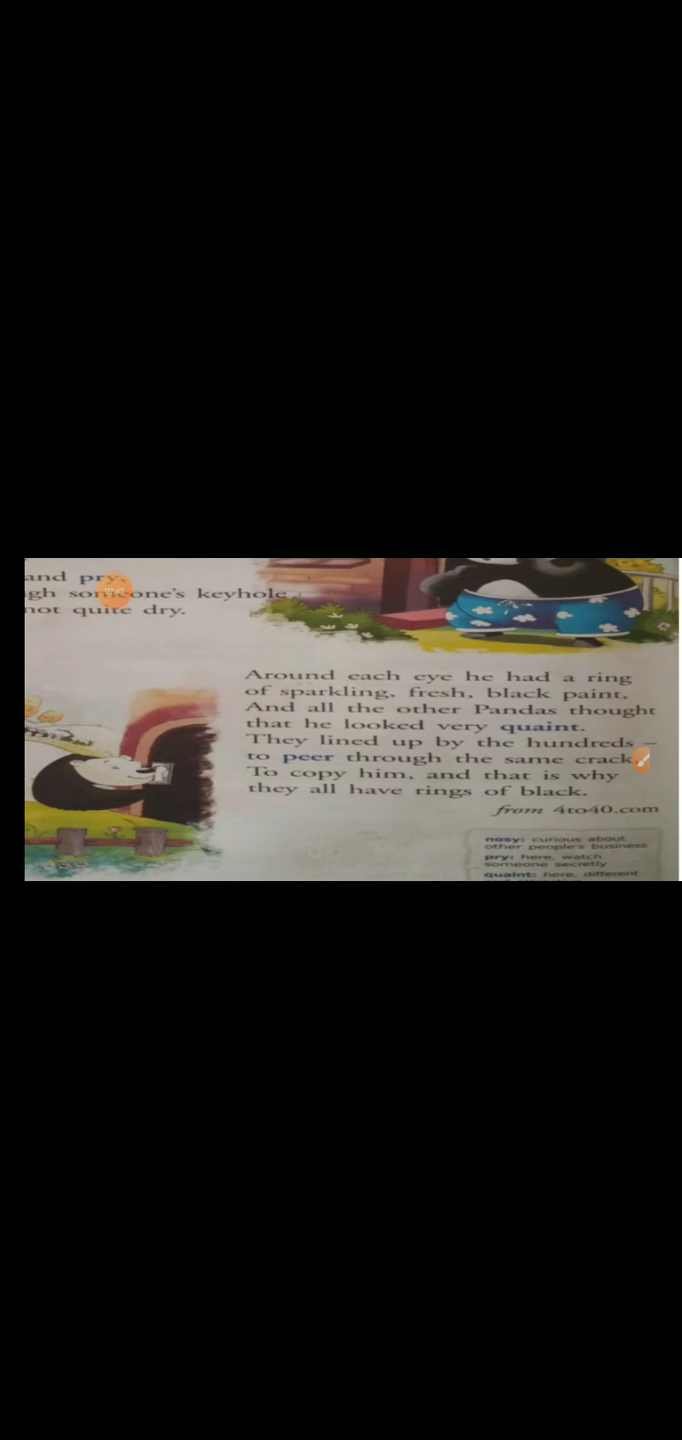 and pry.
gh someone's keyhole
not quite dry.
Around each eye he had a ring
of sparkling, fresh, black paint,
And all the other Pandas thought
that he looked very quaint.
They lined up by the hundreds –
to peer through the same crack
To copy him, and that is why
they all have rings of black.
from 4to40.com
nosy: curious about
other people's business
pry: here, watch
someone secretly
quaint: here, different